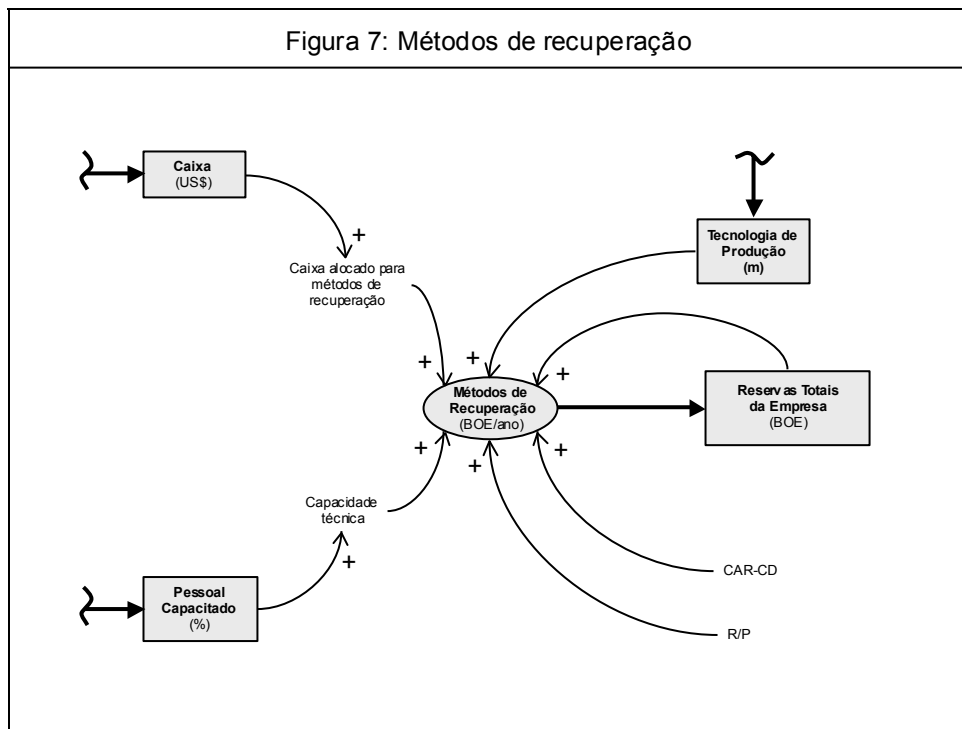 Figura 7: Métodos de recuperação
Caixa
(US$)
+
Caixa alocado para
métodos de
recuperação
Tecnologia de
Produção
(m)
+
+
+
Métodos de
Recuperação
(BOE/ano)
Reservas Totais
da Empresa
(BOE)
+
+
+
Capacidade
técnica
+
Pessoal
Capacitado
(%)
CAR-CD
R/P